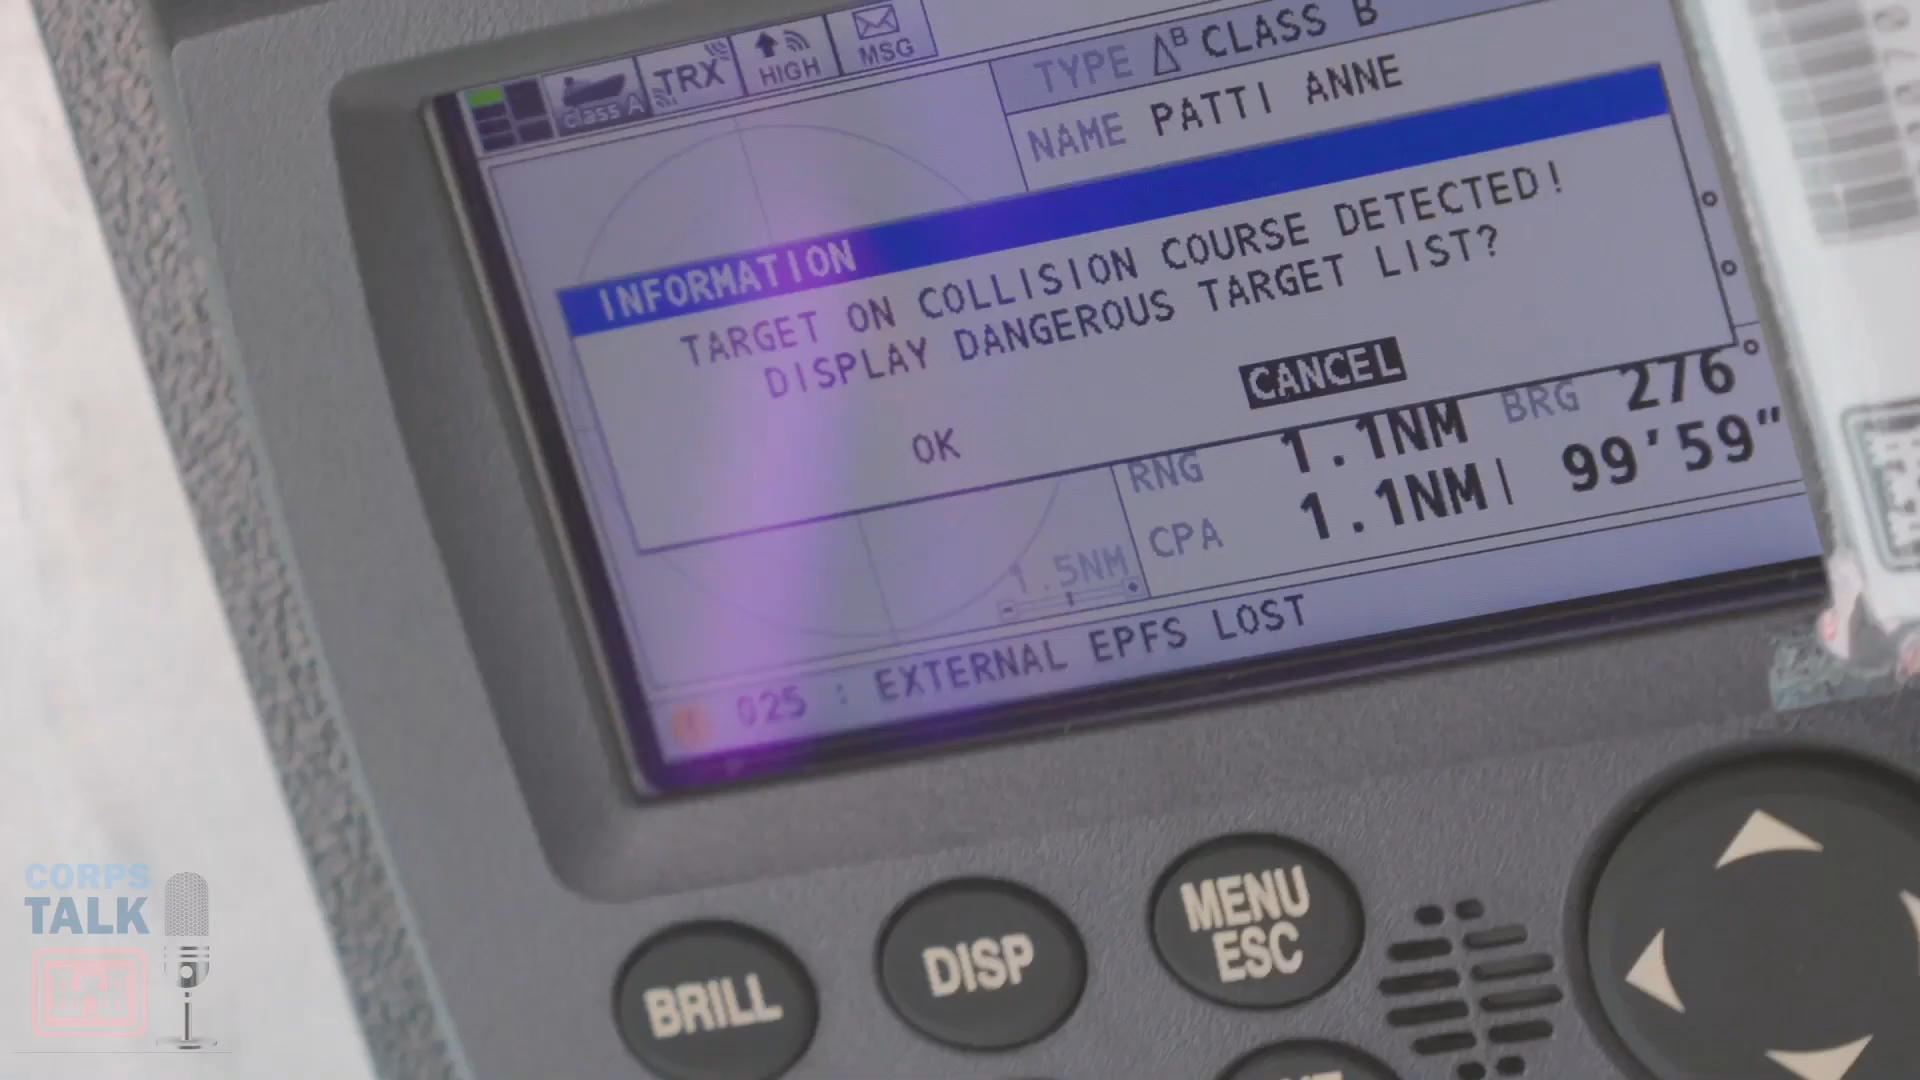 class A
TRX
HIGH
MSG
TYPE B CLASS B
NAME PATTI ANNE
INFORMATION
TARGET ON COLLISION COURSE DETECTED!
DISPLAY DANGEROUS TARGET LIST?
OK
CANCEL
RNG 1.1NM BRG 276°
CPA 1.1NM| 99'59"
1.5NM
025 : EXTERNAL EPFS LOST
BRILL
DISP
MENU
ESC
CORPS
TALK